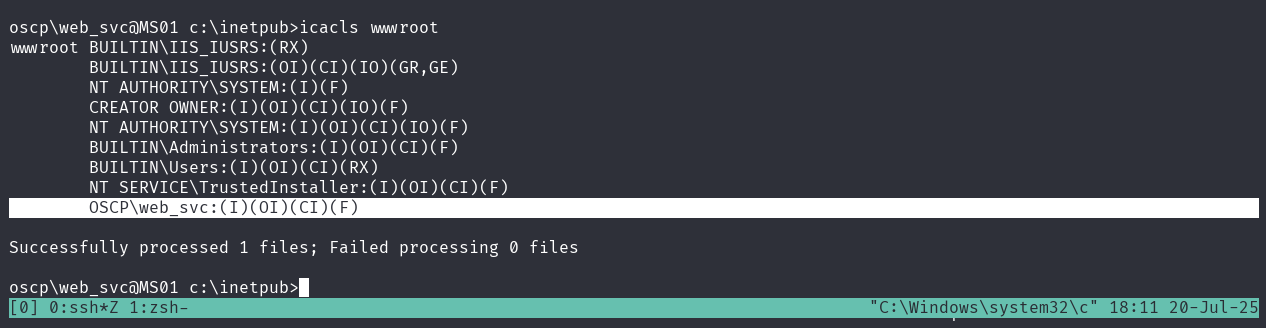 oscp\web_svc@MS01 c:\inetpub>icacls wwwroot
wwwroot BUILTIN\IIS_IUSRS:(RX)
        BUILTIN\IIS_IUSRS:(OI)(CI)(IO)(GR,GE)
        NT AUTHORITY\SYSTEM:(I)(F)
        CREATOR OWNER:(I)(OI)(CI)(IO)(F)
        NT AUTHORITY\SYSTEM:(I)(OI)(CI)(IO)(F)
        BUILTIN\Administrators:(I)(OI)(CI)(F)
        BUILTIN\Users:(I)(OI)(CI)(RX)
        NT SERVICE\TrustedInstaller:(I)(OI)(CI)(F)
        OSCP\web_svc:(I)(OI)(CI)(F)
Successfully processed 1 files; Failed processing 0 files
oscp\web_svc@MS01 c:\inetpub>
[0] 0:ssh*Z 1:zsh- "C:\Windows\system32\c" 18:11 20-Jul-25